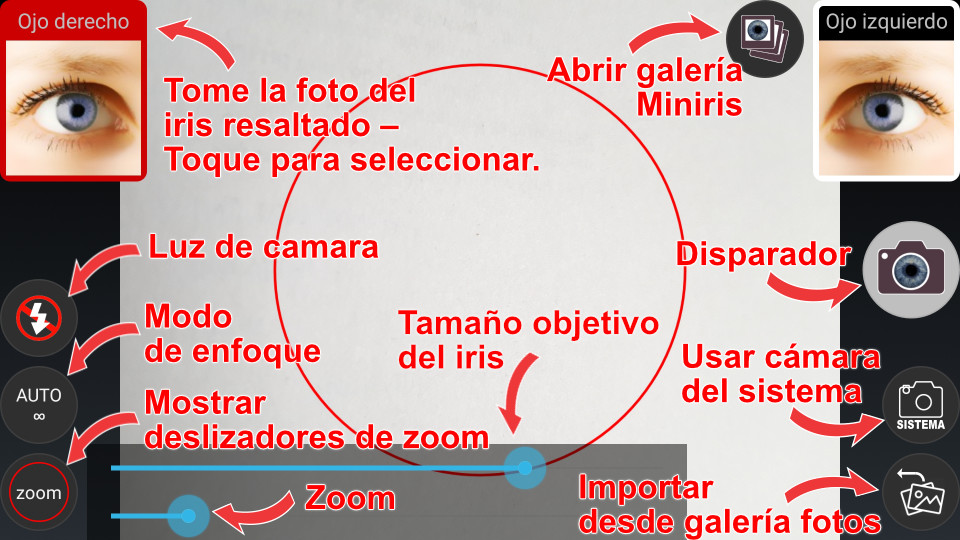 Ojo derecho
Ojo izquierdo
Abrir galería
Miniris
Tome la foto del
iris resaltado –
Toque para seleccionar.
Luz de camara
Disparador
Modo
de enfoque
Tamaño objetivo
del iris
Usar cámara
del sistema
AUTO
∞
SISTEMA
Mostrar
deslizadores de zoom
zoom
Zoom
Importar
desde galería fotos